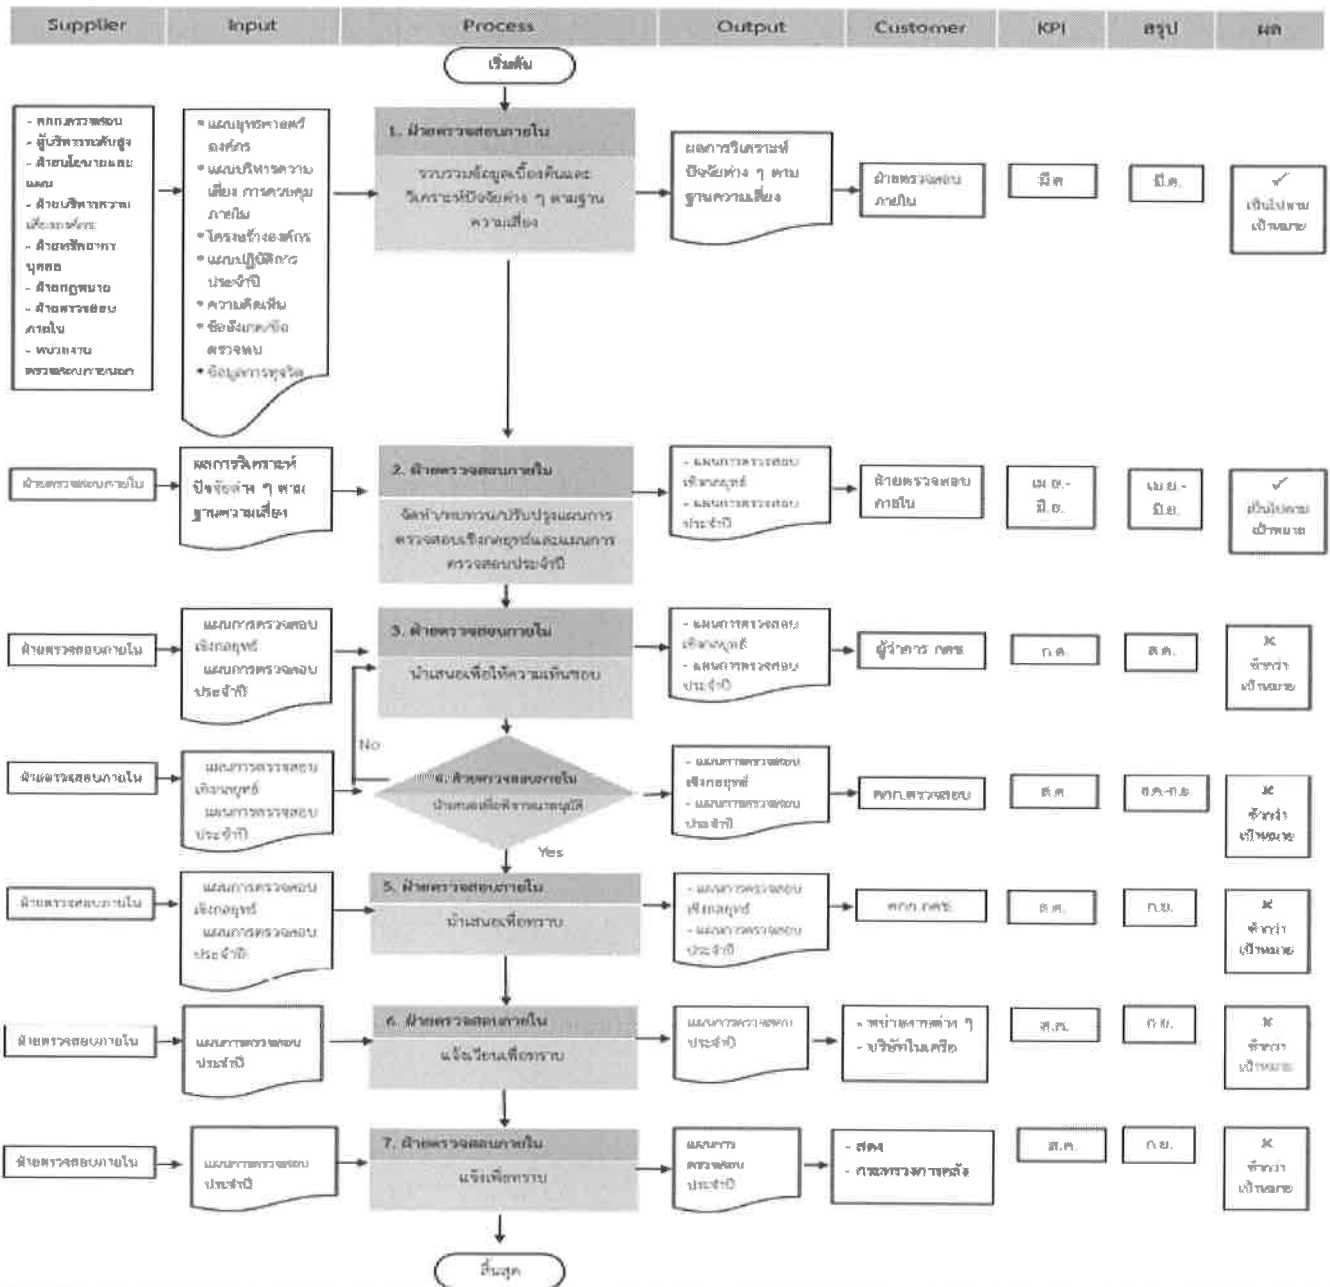 Supplier Input Process Output Customer KPI สรุป ผล
เริ่มต้น
- คกก.ตรวจสอบ
- ผู้บริหารระดับสูง
- ฝ่ายนโยบายและ
แผน
- ฝ่ายบริหารความ
เสี่ยงองค์กร
- ฝ่ายทรัพยากร
บุคคล
- ฝ่ายกฎหมาย
- ฝ่ายตรวจสอบ
ภายใน
- หน่วยงาน
ตรวจสอบภายนอก
* แผนยุทธศาสตร์
องค์กร
* แผนบริหารความ
เสี่ยง การควบคุม
ภายใน
* โครงสร้างองค์กร
* แผนปฏิบัติการ
ประจำปี
* ความคิดเห็น
* ข้อสังเกต/ข้อ
ตรวจพบ
* ข้อมูลการทุจริต
1. ฝ่ายตรวจสอบภายใน
รวบรวมข้อมูลเบื้องต้นและ
วิเคราะห์ปัจจัยต่าง ๆ ตามฐาน
ความเสี่ยง
ผลการวิเคราะห์
ปัจจัยต่าง ๆ ตาม
ฐานความเสี่ยง
ฝ่ายตรวจสอบ
ภายใน
มี.ค.
มี.ค.
✓
เป็นไปตาม
เป้าหมาย
ฝ่ายตรวจสอบภายใน
ผลการวิเคราะห์
ปัจจัยต่าง ๆ ตาม
ฐานความเสี่ยง
2. ฝ่ายตรวจสอบภายใน
จัดทำ/ทบทวน/ปรับปรุงแผนการ
ตรวจสอบเชิงกลยุทธ์และแผนการ
ตรวจสอบประจำปี
- แผนการตรวจสอบ
เชิงกลยุทธ์
- แผนการตรวจสอบ
ประจำปี
ฝ่ายตรวจสอบ
ภายใน
เม.ย.-
มิ.ย.
เม.ย.-
มิ.ย.
✓
เป็นไปตาม
เป้าหมาย
ฝ่ายตรวจสอบภายใน
แผนการตรวจสอบ
เชิงกลยุทธ์
แผนการตรวจสอบ
ประจำปี
3. ฝ่ายตรวจสอบภายใน
นำเสนอเพื่อให้ความเห็นชอบ
- แผนการตรวจสอบ
เชิงกลยุทธ์
- แผนการตรวจสอบ
ประจำปี
ผู้ว่าการ กคช.
ก.ค.
ส.ค.
✗
ช้ากว่า
เป้าหมาย
No
ฝ่ายตรวจสอบภายใน
แผนการตรวจสอบ
เชิงกลยุทธ์
แผนการตรวจสอบ
ประจำปี
4. ฝ่ายตรวจสอบภายใน
นำเสนอเพื่อพิจารณาอนุมัติ
- แผนการตรวจสอบ
เชิงกลยุทธ์
- แผนการตรวจสอบ
ประจำปี
คกก.ตรวจสอบ
ส.ค.
ส.ค.-ก.ย.
✗
ช้ากว่า
เป้าหมาย
Yes
ฝ่ายตรวจสอบภายใน
แผนการตรวจสอบ
เชิงกลยุทธ์
แผนการตรวจสอบ
ประจำปี
5. ฝ่ายตรวจสอบภายใน
นำเสนอเพื่อทราบ
- แผนการตรวจสอบ
เชิงกลยุทธ์
- แผนการตรวจสอบ
ประจำปี
คกก.กคช.
ส.ค.
ก.ย.
✗
ช้ากว่า
เป้าหมาย
ฝ่ายตรวจสอบภายใน
แผนการตรวจสอบ
ประจำปี
6. ฝ่ายตรวจสอบภายใน
แจ้งเวียนเพื่อทราบ
แผนการตรวจสอบ
ประจำปี
- หน่วยงานต่าง ๆ
- บริษัทในเครือ
ส.ค.
ก.ย.
✗
ช้ากว่า
เป้าหมาย
ฝ่ายตรวจสอบภายใน
แผนการตรวจสอบ
ประจำปี
7. ฝ่ายตรวจสอบภายใน
แจ้งเพื่อทราบ
แผนการ
ตรวจสอบ
ประจำปี
- สตง
- กระทรวงการคลัง
ส.ค.
ก.ย.
✗
ช้ากว่า
เป้าหมาย
สิ้นสุด